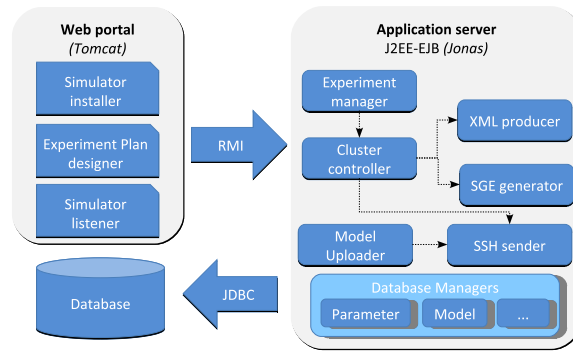 Web portal
(Tomcat)
Simulator
installer
Experiment Plan
designer
Simulator
listener
RMI
Application server
J2EE-EJB (Jonas)
Experiment
manager
Cluster
controller
XML producer
SGE generator
Model
Uploader
SSH sender
Database Managers
Parameter
Model
...
JDBC
Database